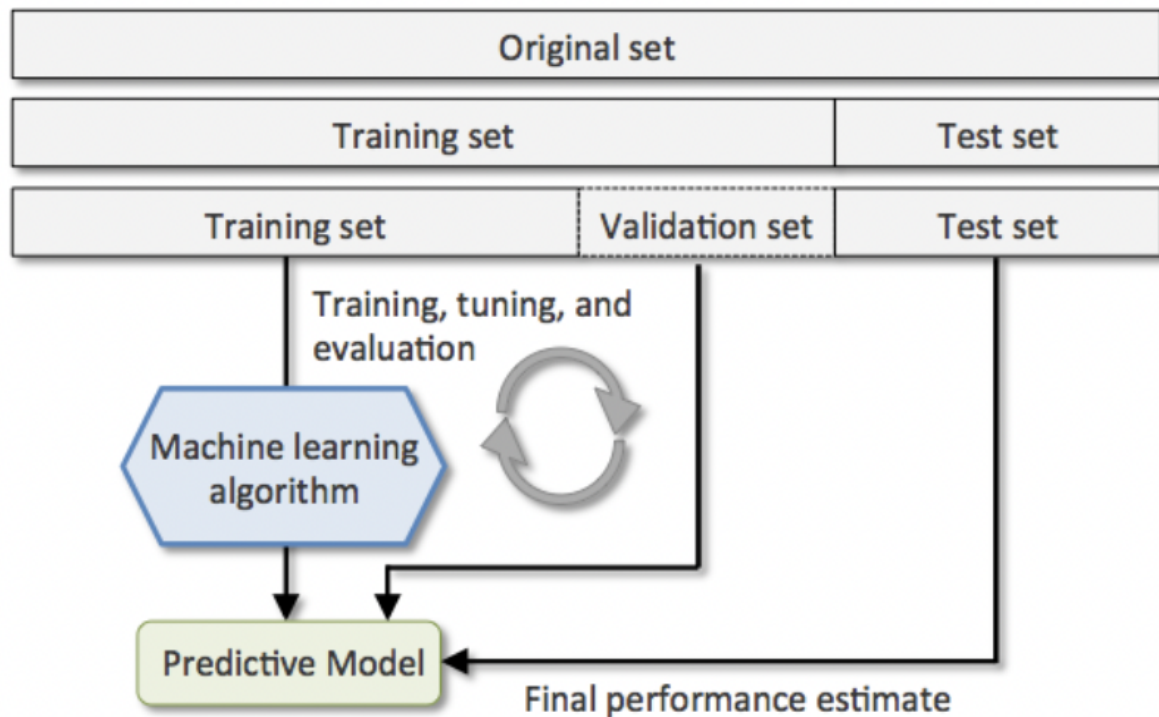 Original set
Training set
Test set
Training set
Validation set
Test set
Training, tuning, and
evaluation
Machine learning
algorithm
Predictive Model
Final performance estimate